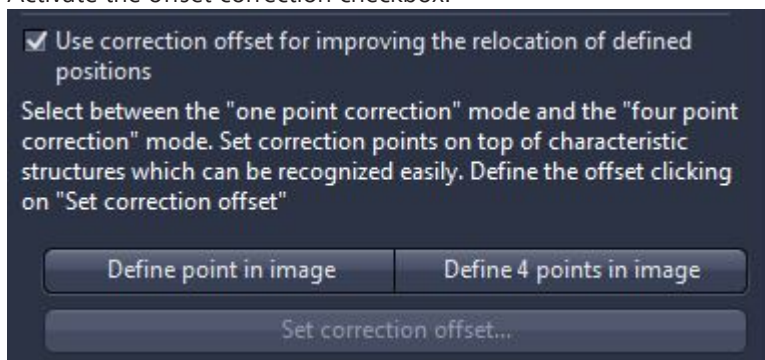 Activate the offset correction checkbox.
Use correction offset for improving the relocation of defined
positions
Select between the "one point correction" mode and the "four point
correction" mode. Set correction points on top of characteristic
structures which can be recognized easily. Define the offset clicking
on "Set correction offset"
Define point in image
Define 4 points in image
Set correction offset...